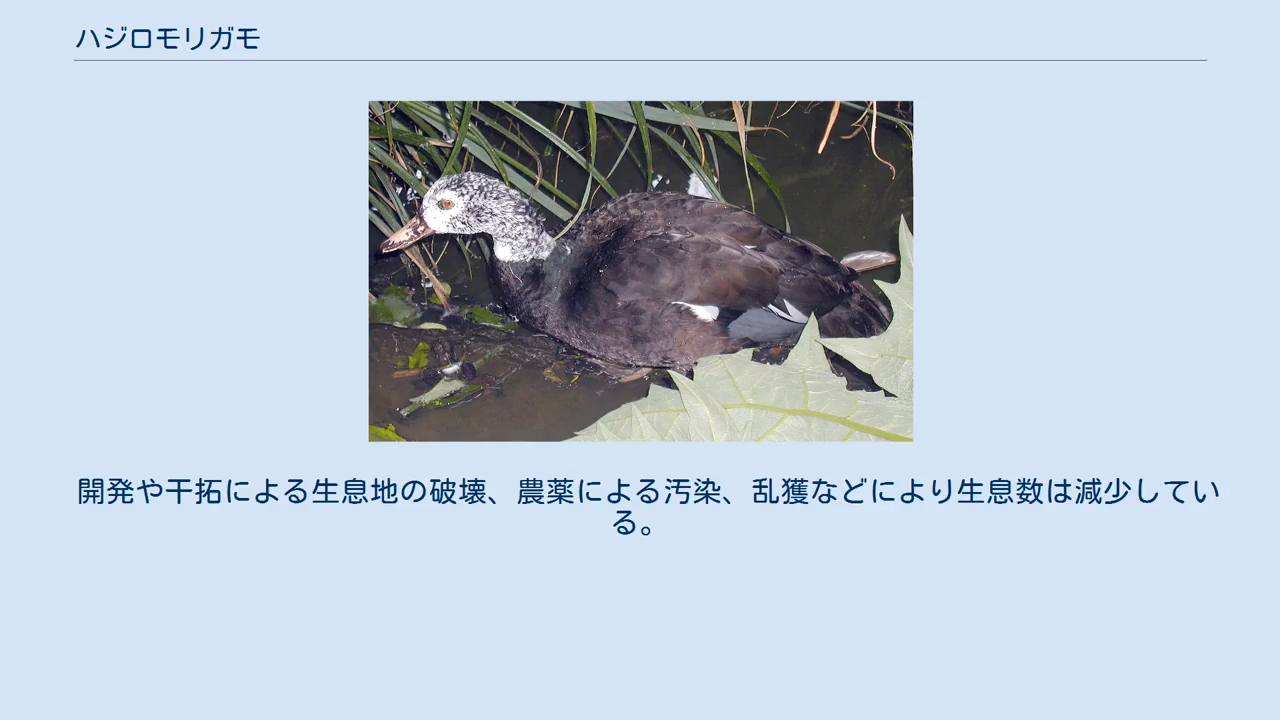 ハジロモリガモ
開発や干拓による生息地の破壊、農薬による汚染、乱獲などにより生息数は減少してい
る。